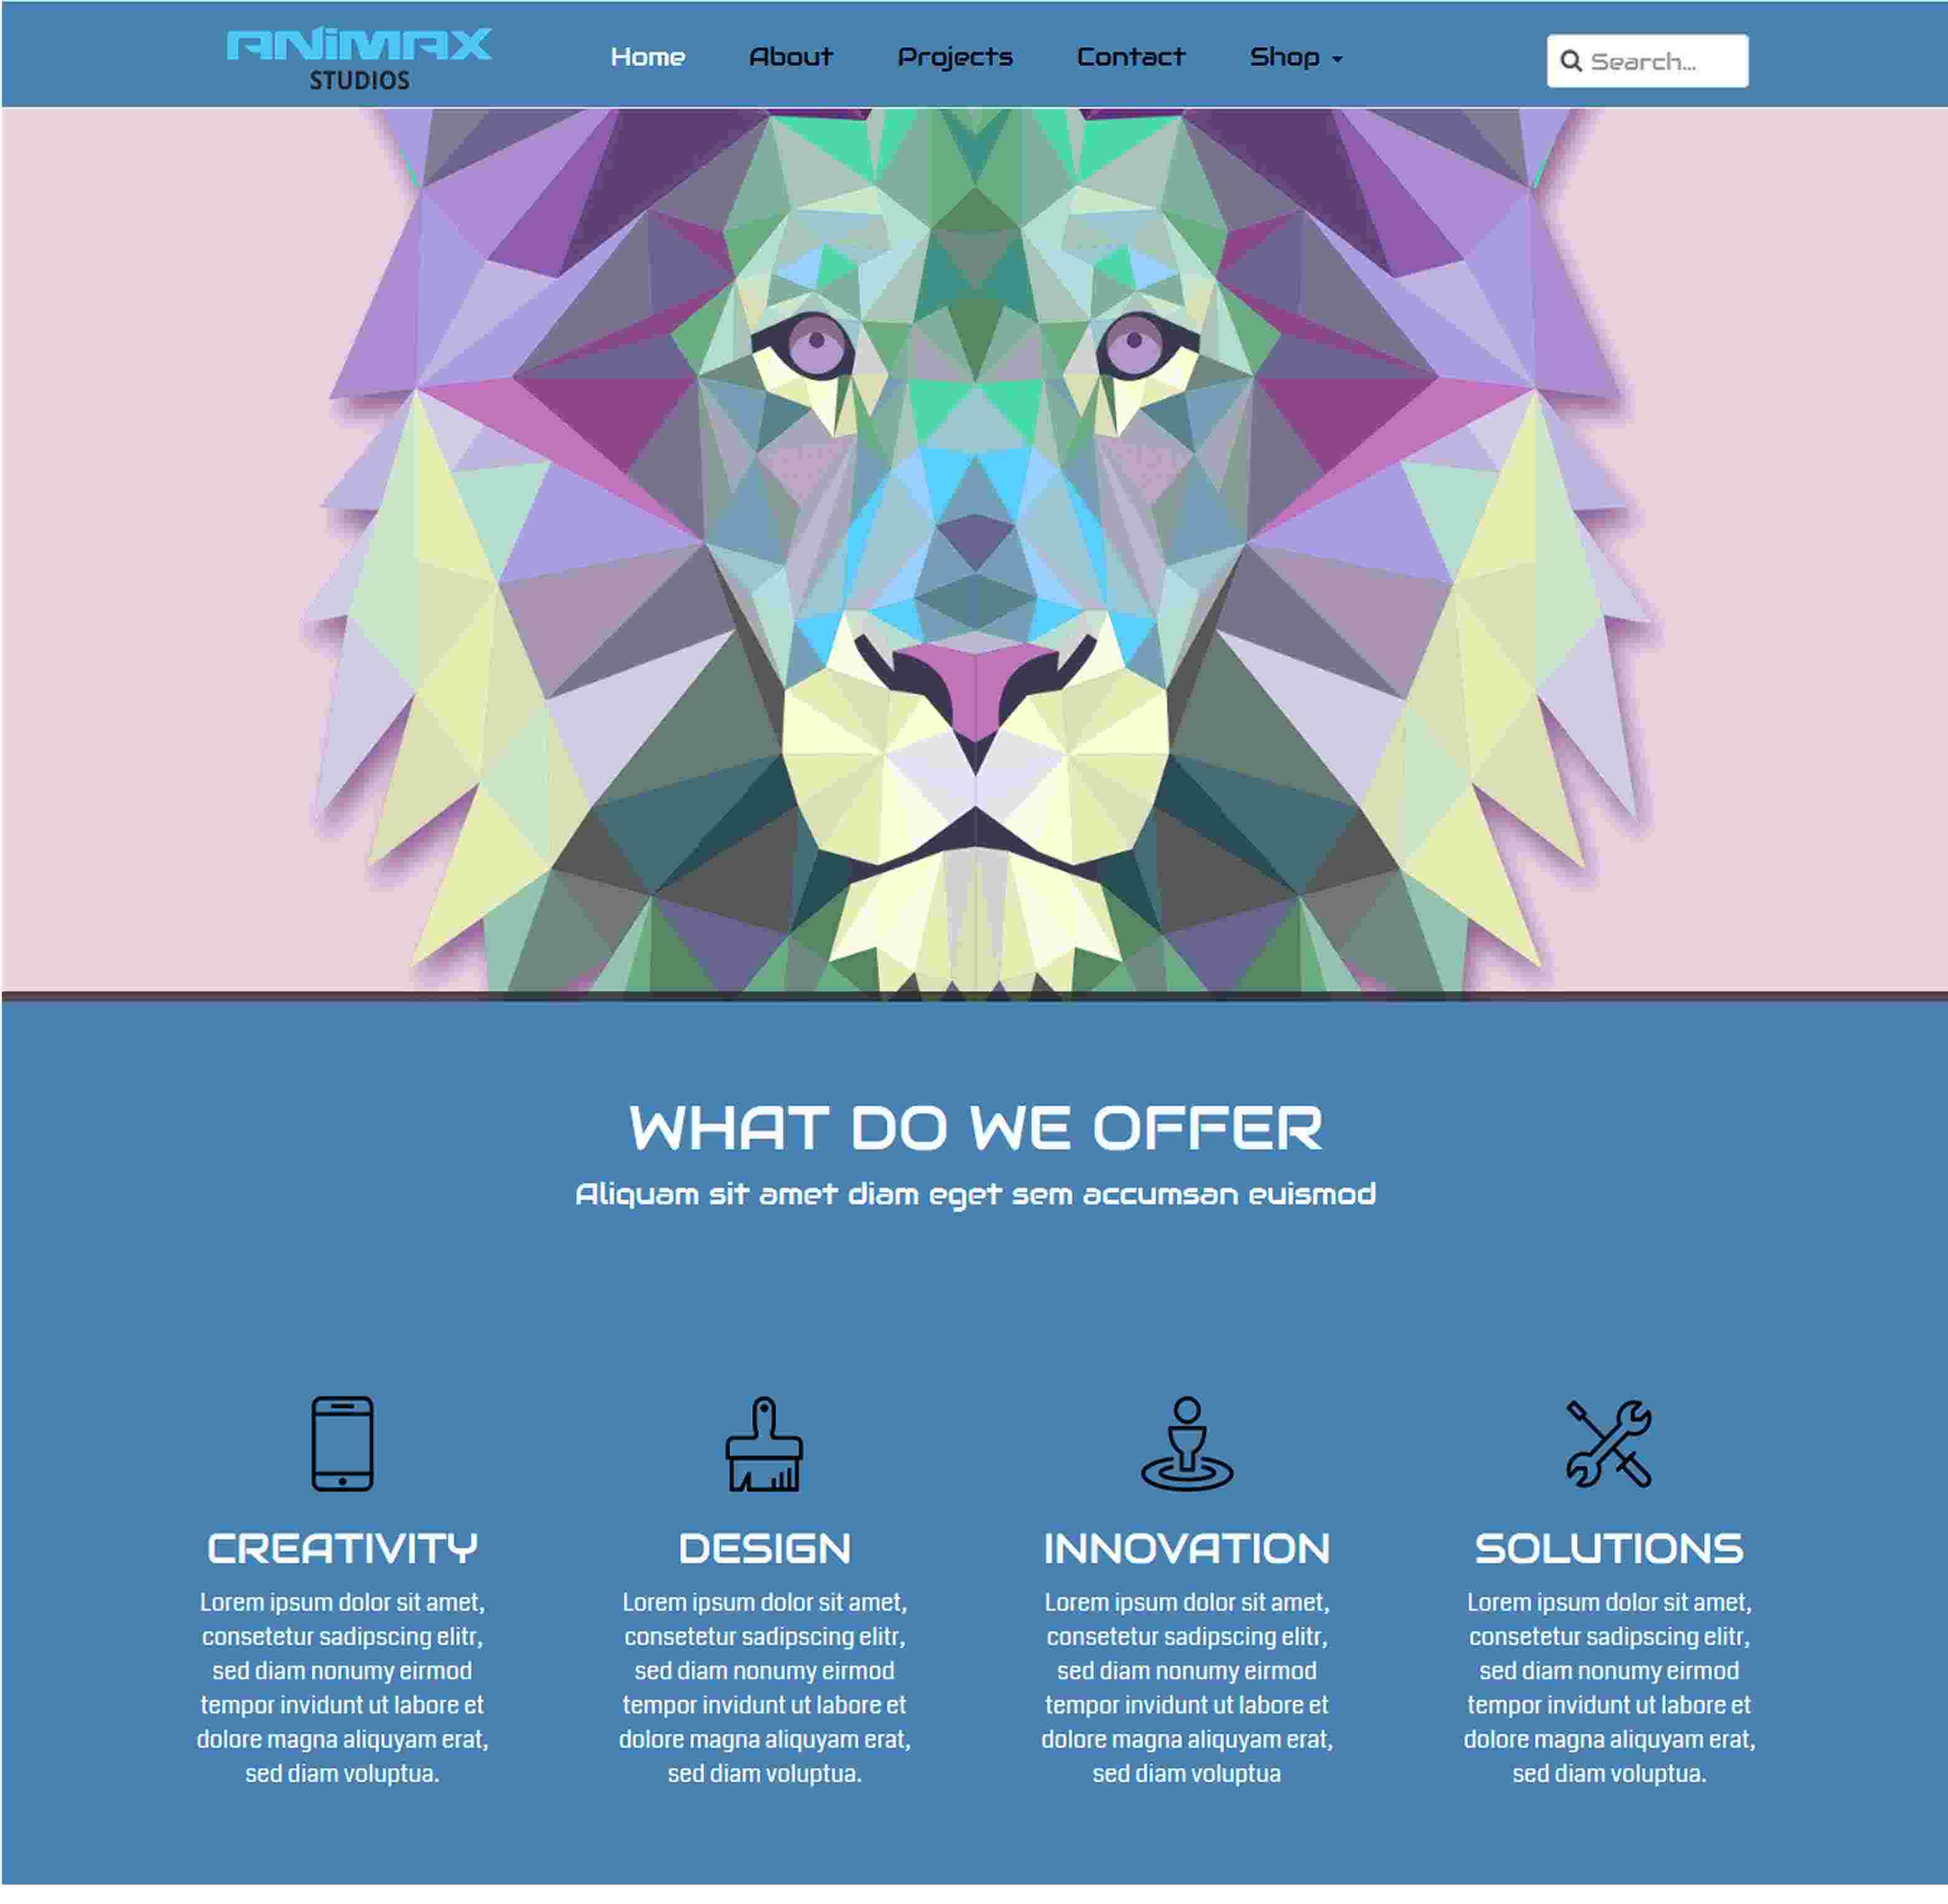 ANiMAX
STUDIOS
Home About Projects Contact Shop
Search...
WHAT DO WE OFFER
Aliquam sit amet diam eget sem accumsan euismod
CREATIVITY
Lorem ipsum dolor sit amet,
consetetur sadipscing elitr,
sed diam nonumy eirmod
tempor invidunt ut labore et
dolore magna aliquyam erat,
sed diam voluptua.
DESIGN
Lorem ipsum dolor sit amet,
consetetur sadipscing elitr,
sed diam nonumy eirmod
tempor invidunt ut labore et
dolore magna aliquyam erat,
sed diam voluptua.
INNOVATION
Lorem ipsum dolor sit amet,
consetetur sadipscing elitr,
sed diam nonumy eirmod
tempor invidunt ut labore et
dolore magna aliquyam erat,
sed diam voluptua
SOLUTIONS
Lorem ipsum dolor sit amet,
consetetur sadipscing elitr,
sed diam nonumy eirmod
tempor invidunt ut labore et
dolore magna aliquyam erat,
sed diam voluptua.